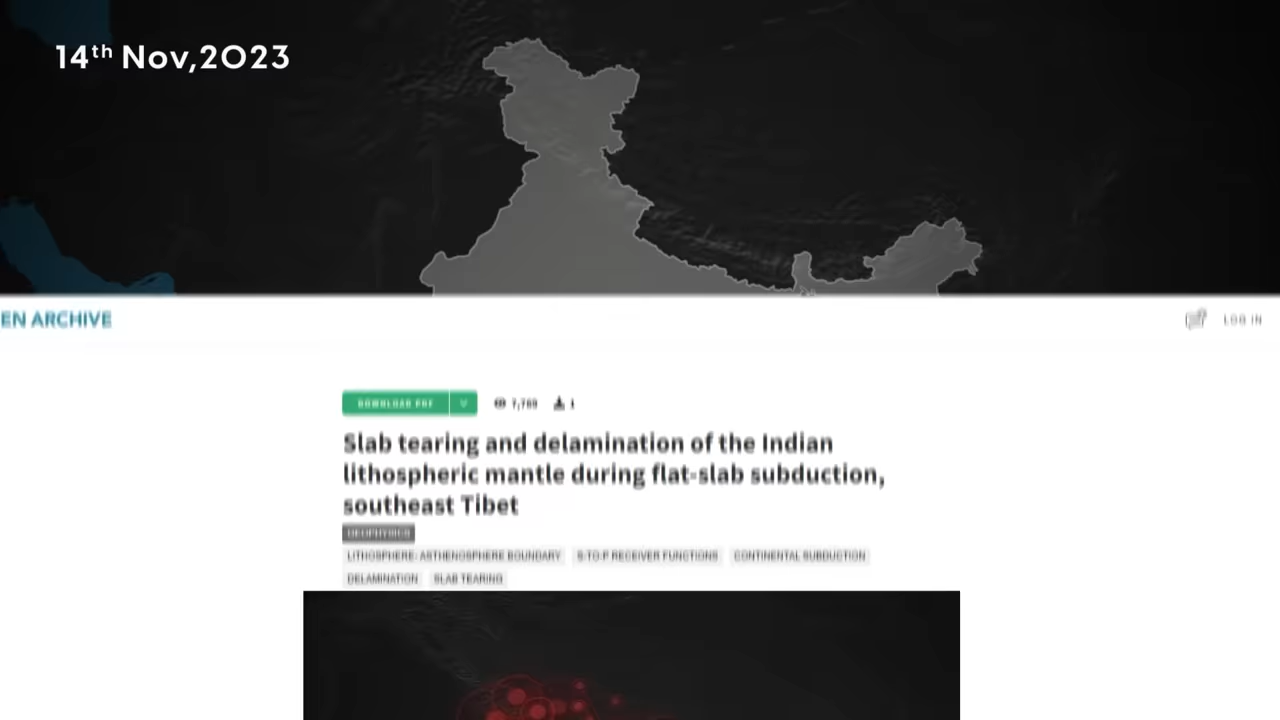 14th Nov,2023
EN ARCHIVE
LOG IN
DOWNLOAD PDF
7,769 1
Slab tearing and delamination of the Indian
lithospheric mantle during flat-slab subduction,
southeast Tibet
GEOPHYSICS
LITHOSPHERE: ASTHENOSPHERE BOUNDARY S-TO-P RECEIVER FUNCTIONS CONTINENTAL SUBDUCTION
DELAMINATION SLAB TEARING